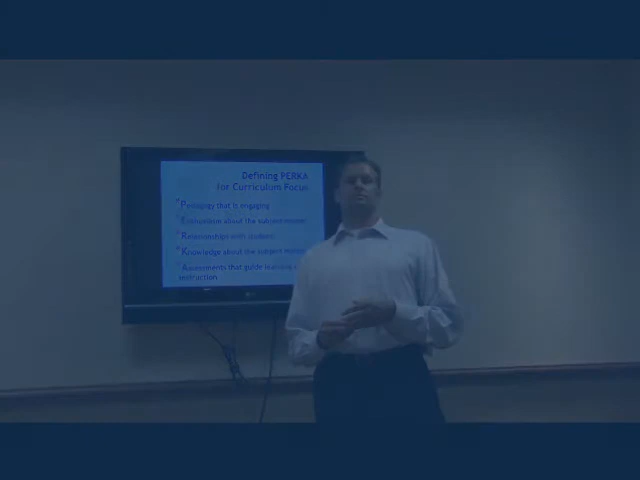 Defining PERKA
for Curriculum Focus
Pedagogy that is engaging
Enthusiasm about the subject matter
Relationships with students
Knowledge about the subject matter
Assessments that guide learning
instruction